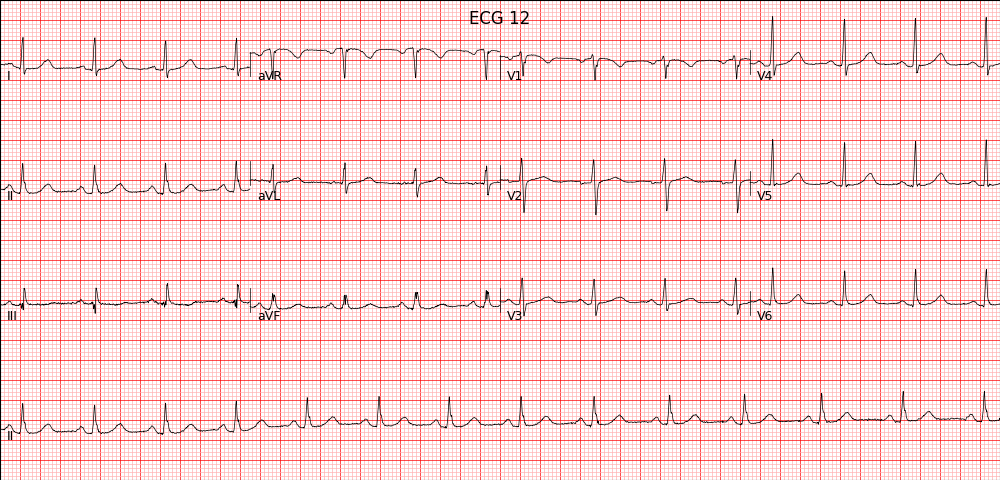 ECG 12
I aVR V1 V4
II aVL V2 V5
III aVF V3 V6
II